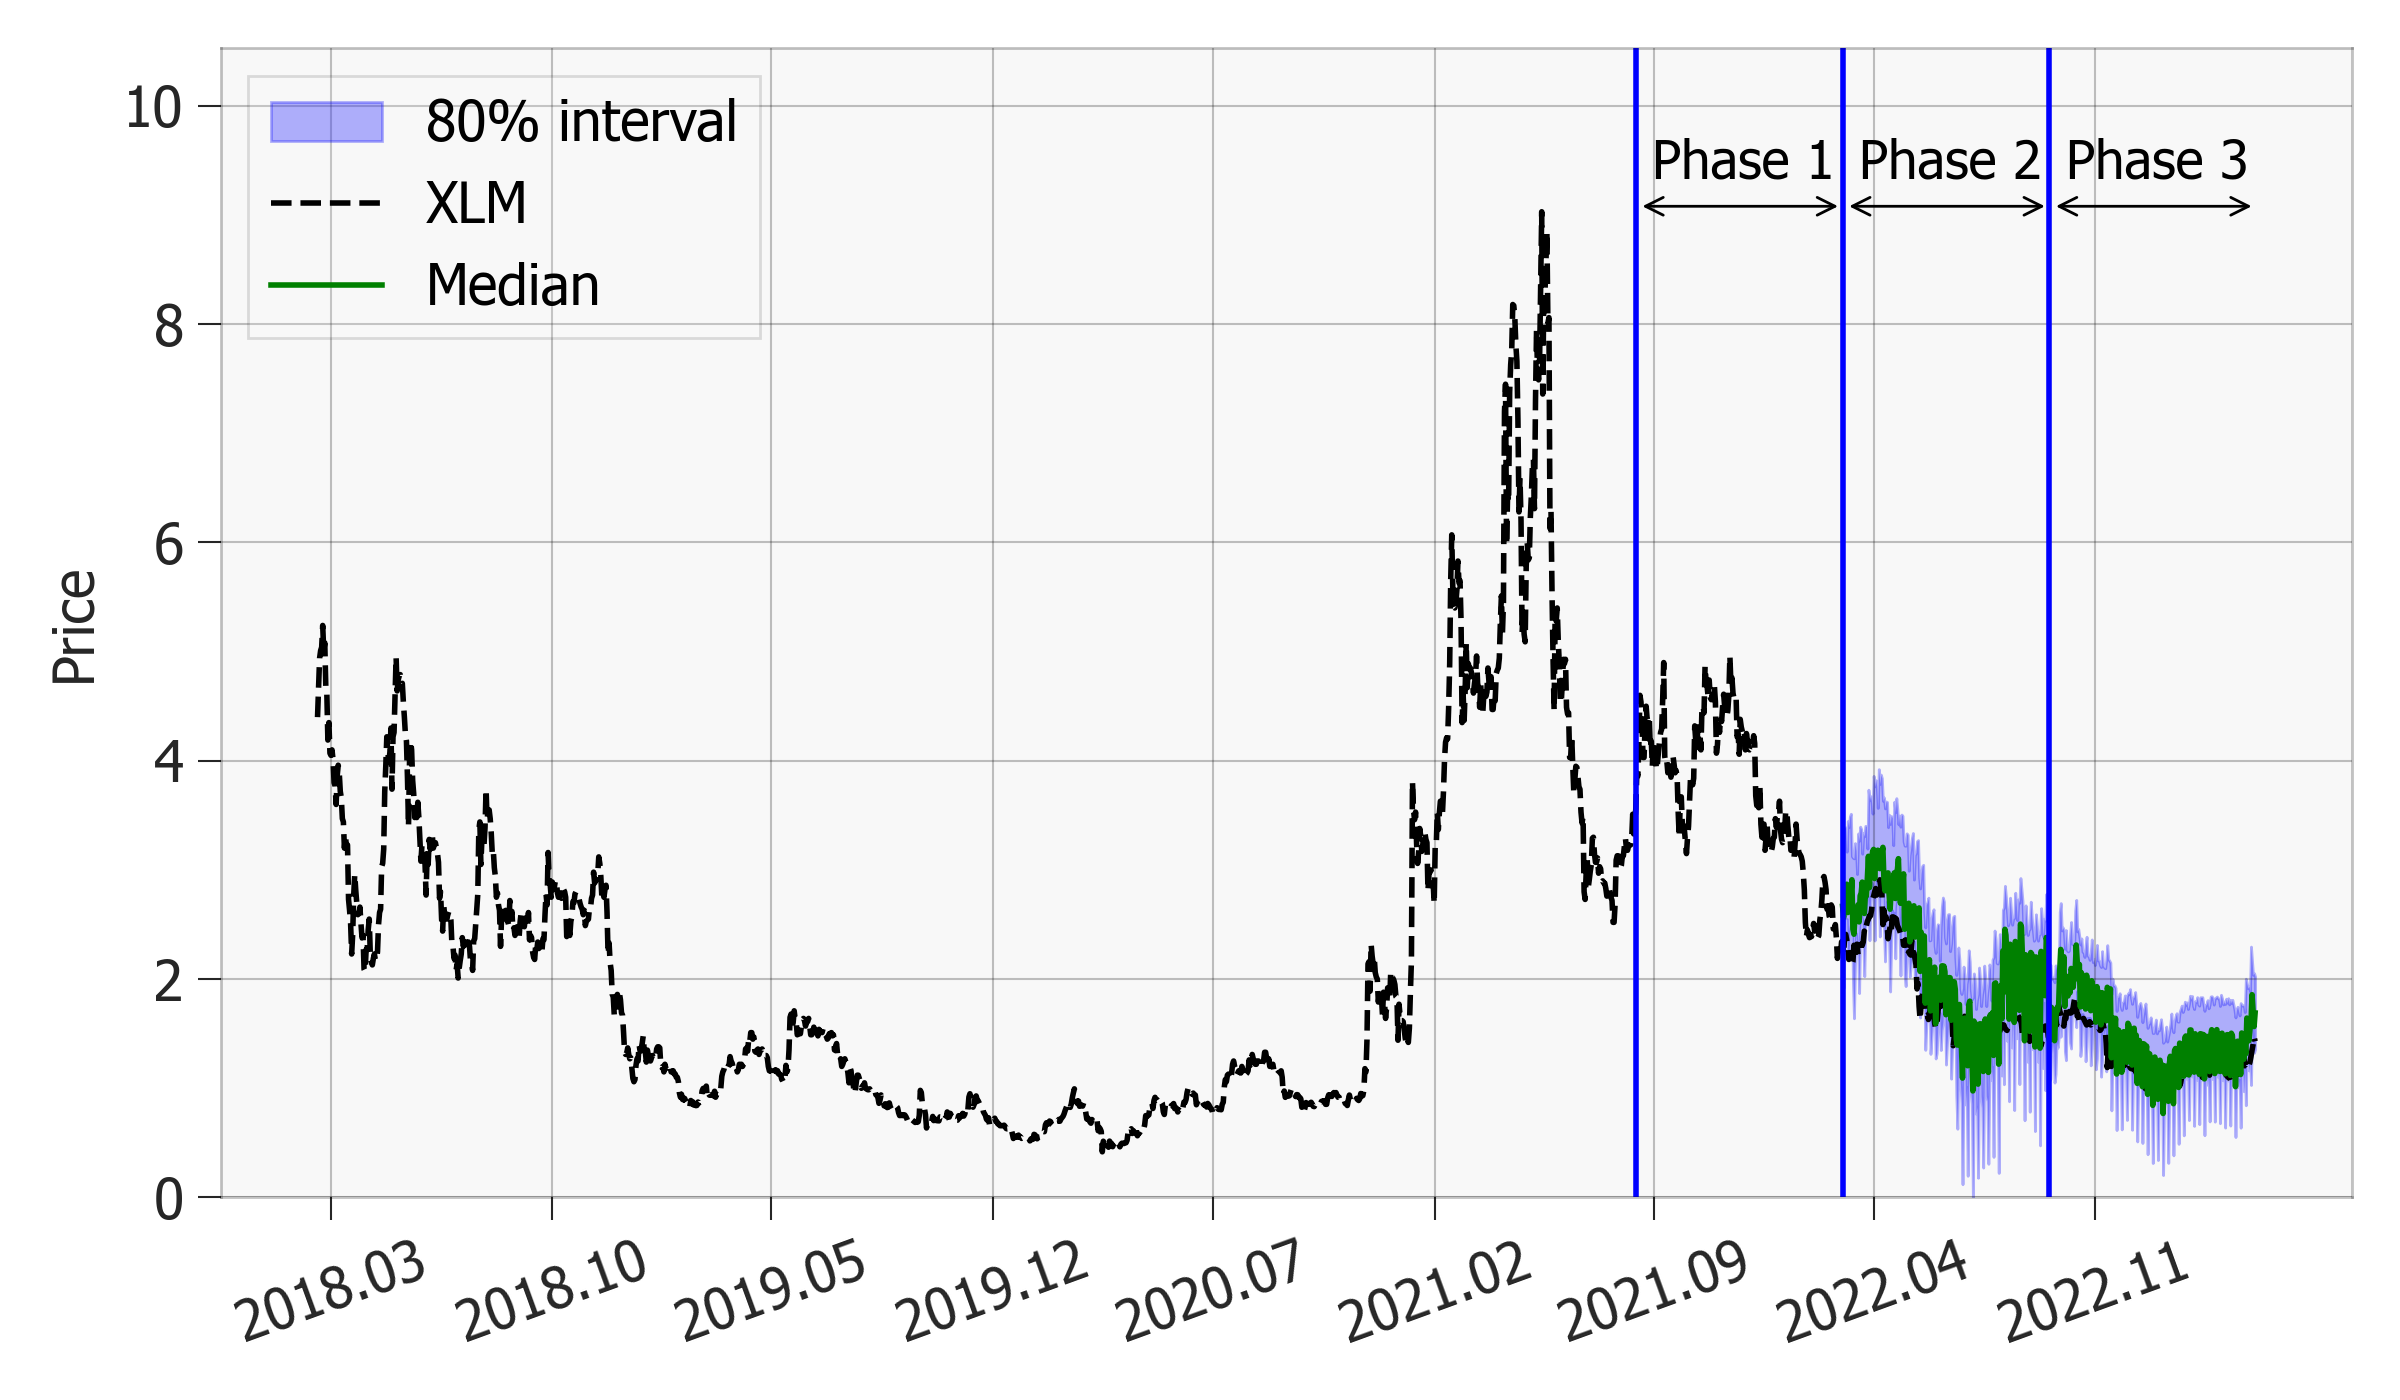 80% interval
XLM
Median
Phase 1
Phase 2
Phase 3
Price
10
8
6
4
2
0
2018.03
2018.10
2019.05
2019.12
2020.07
2021.02
2021.09
2022.04
2022.11